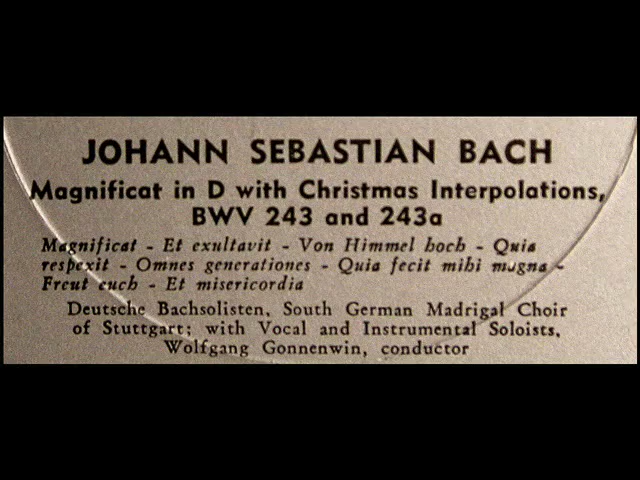 JOHANN SEBASTIAN BACH
Magnificat in D with Christmas Interpolations,
BWV 243 and 243a
Magnificat - Et exultavit - Von Himmel hoch - Quia
respexit - Omnes generationes - Quia fecit mihi magna -
Freut euch - Et misericordia
Deutsche Bachsolisten, South German Madrigal Choir
of Stuttgart; with Vocal and Instrumental Soloists,
Wolfgang Gonnenwin, conductor